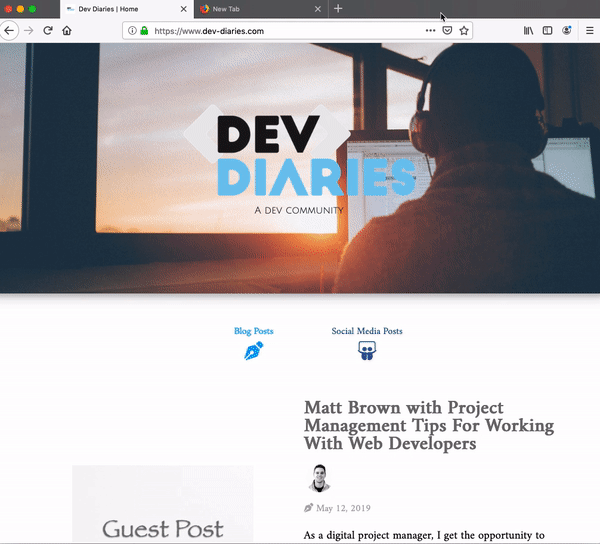 Dev Diaries | Home
New Tab
https://www.dev-diaries.com
DEV
DIARIES
A DEV COMMUNITY
Blog Posts
Social Media Posts
Matt Brown with Project
Management Tips For Working
With Web Developers
May 12, 2019
Guest Post
As a digital project manager, I get the opportunity to